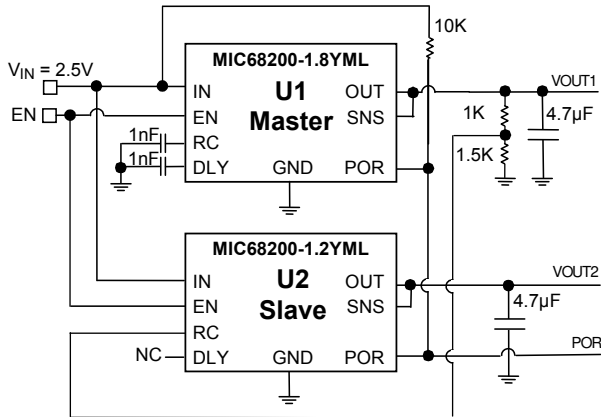 10K
MIC68200-1.8YML
VIN = 2.5V
IN
OUT
VOUT1
U1
EN
EN
SNS
1K
4.7µF
Master
1nF
RC
1nF
DLY
GND
POR
1.5K
MIC68200-1.2YML
VOUT2
IN
OUT
U2
EN
SNS
4.7µF
Slave
RC
NC
DLY
GND
POR
POR